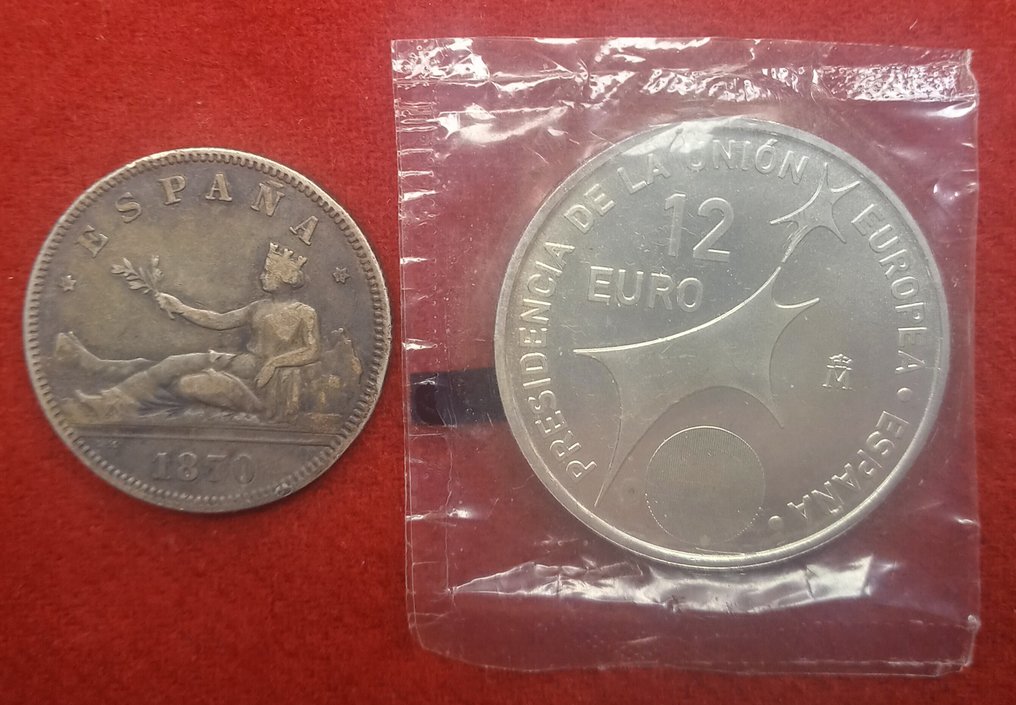 ESPAÑA
1870
PRESIDENCIA DE LA UNIÓN EUROPEA • ESPAÑA •
12
EURO
M